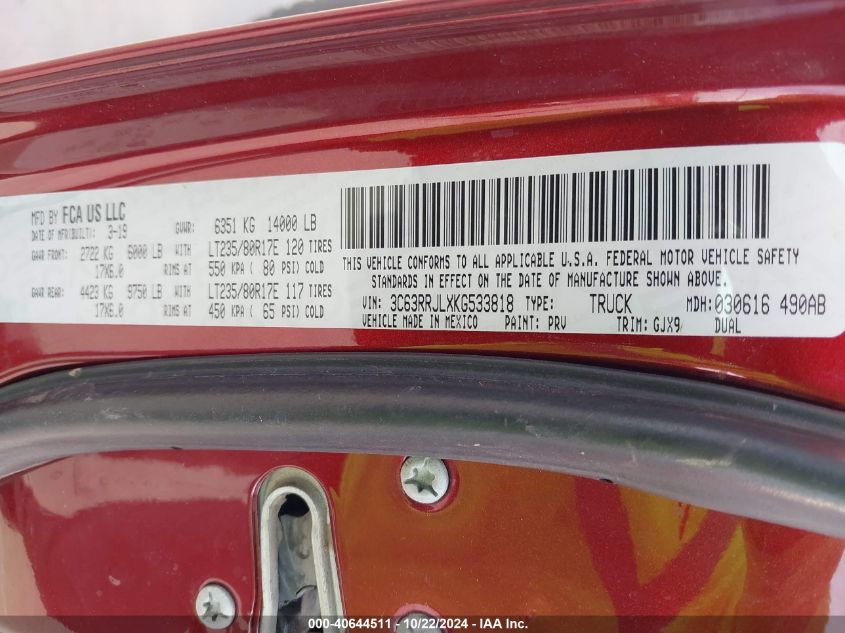 MFD BY FCA US LLC
DATE OF MFR(BUILT): 3-19 GVWR: 6351 KG 14000 LB
GAWR FRONT: 2722 KG 6000 LB WITH LT235/80R17E 120 TIRES
17X6.0 RIMS AT 550 KPA ( 80 PSI) COLD
GAWR REAR: 4423 KG 9750 LB WITH LT235/80R17E 117 TIRES
17X6.0 RIMS AT 450 KPA ( 65 PSI) COLD
THIS VEHICLE CONFORMS TO ALL APPLICABLE U.S.A. FEDERAL MOTOR VEHICLE SAFETY
STANDARDS IN EFFECT ON THE DATE OF MANUFACTURE SHOWN ABOVE.
VIN: 3C63RRJLXKG533818 TYPE: TRUCK MDH: 030616 490AB
VEHICLE MADE IN MEXICO PAINT: PRV TRIM: GJX9 DUAL
000-40644511 - 10/22/2024 - IAA Inc.